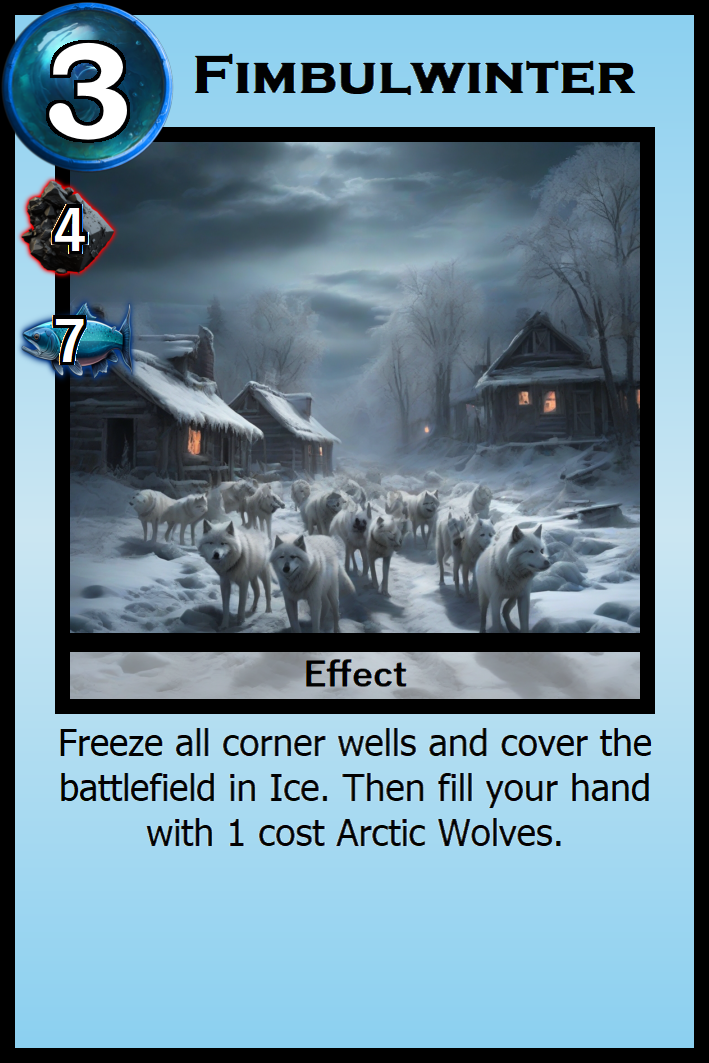 3
Fimbulwinter
4
7
Effect
Freeze all corner wells and cover the
battlefield in Ice. Then fill your hand
with 1 cost Arctic Wolves.